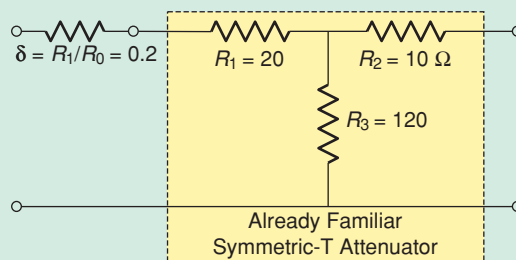 δ = R₁/R₀ = 0.2
R₁ = 20
R₂ = 10 Ω
R₃ = 120
Already Familiar
Symmetric-T Attenuator